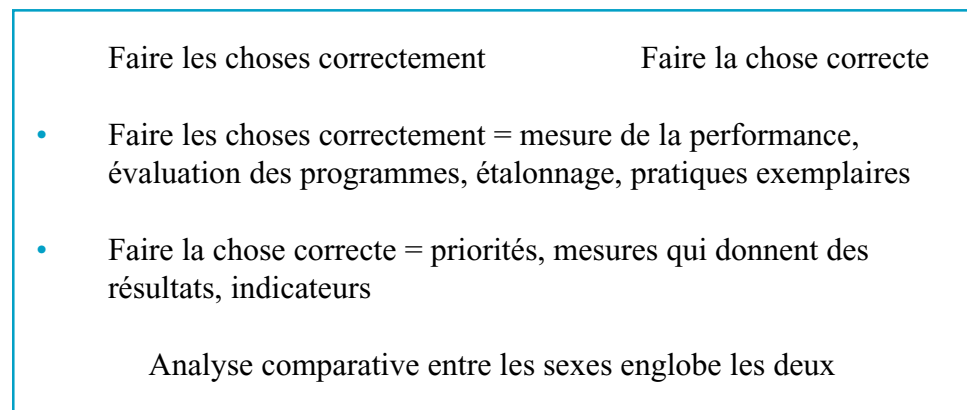 Faire les choses correctement Faire la chose correcte
• Faire les choses correctement = mesure de la performance,
évaluation des programmes, étalonnage, pratiques exemplaires
• Faire la chose correcte = priorités, mesures qui donnent des
résultats, indicateurs
Analyse comparative entre les sexes englobe les deux